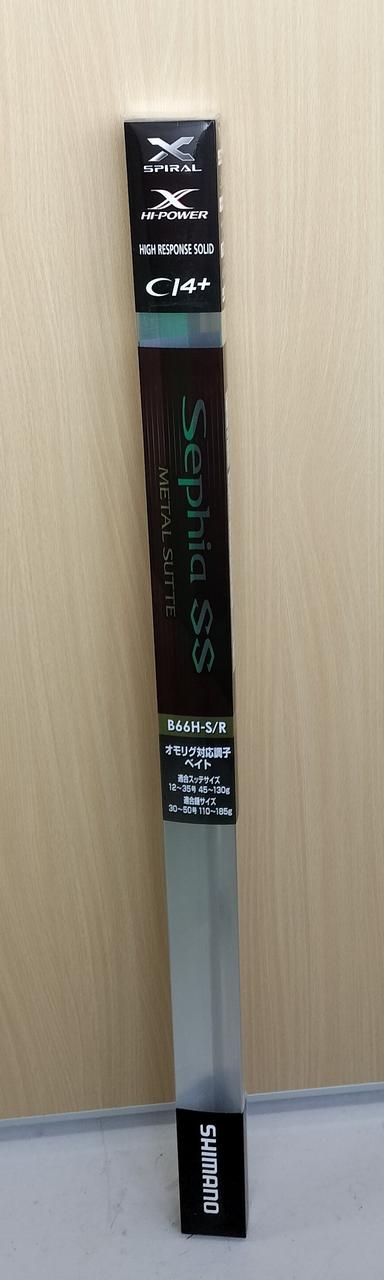 X
SPIRAL
X
HI-POWER
HIGH RESPONSE SOLID
CI4+
Sephia SS
METAL SUTTE
B66H-S/R
オモリグ対応調子
ベイト
適合スッテサイズ
12~35号 45~130g
適合錘サイズ
30~50号 110~185g
SHIMANO